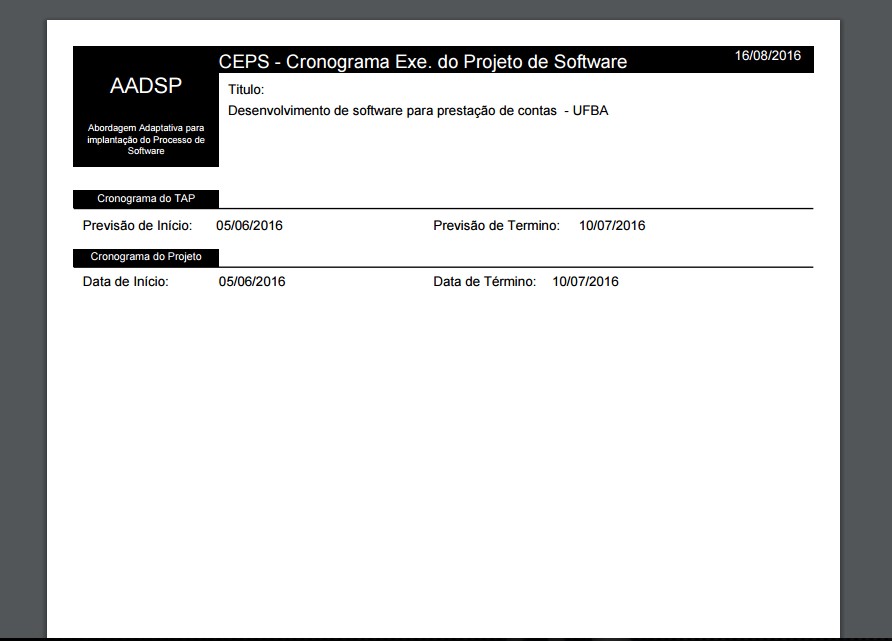 CEPS - Cronograma Exe. do Projeto de Software 16/08/2016
AADSP
Abordagem Adaptativa para
implantação do Processo de
Software
Titulo:
Desenvolvimento de software para prestação de contas - UFBA
Cronograma do TAP
Previsão de Início: 05/06/2016 Previsão de Termino: 10/07/2016
Cronograma do Projeto
Data de Início: 05/06/2016 Data de Término: 10/07/2016